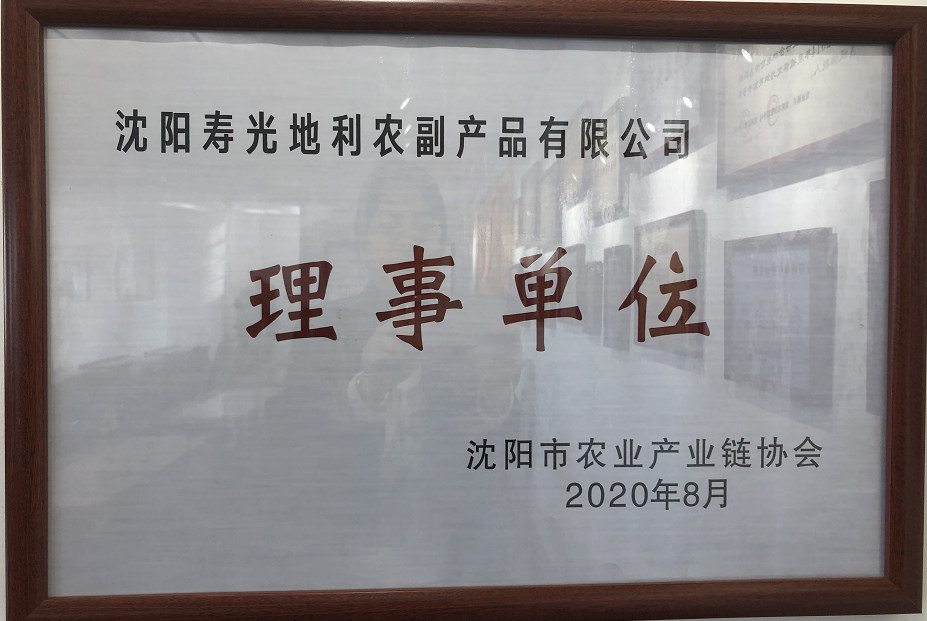 沈阳寿光地利农副产品有限公司
理事单位
沈阳市农业产业链协会
2020年8月